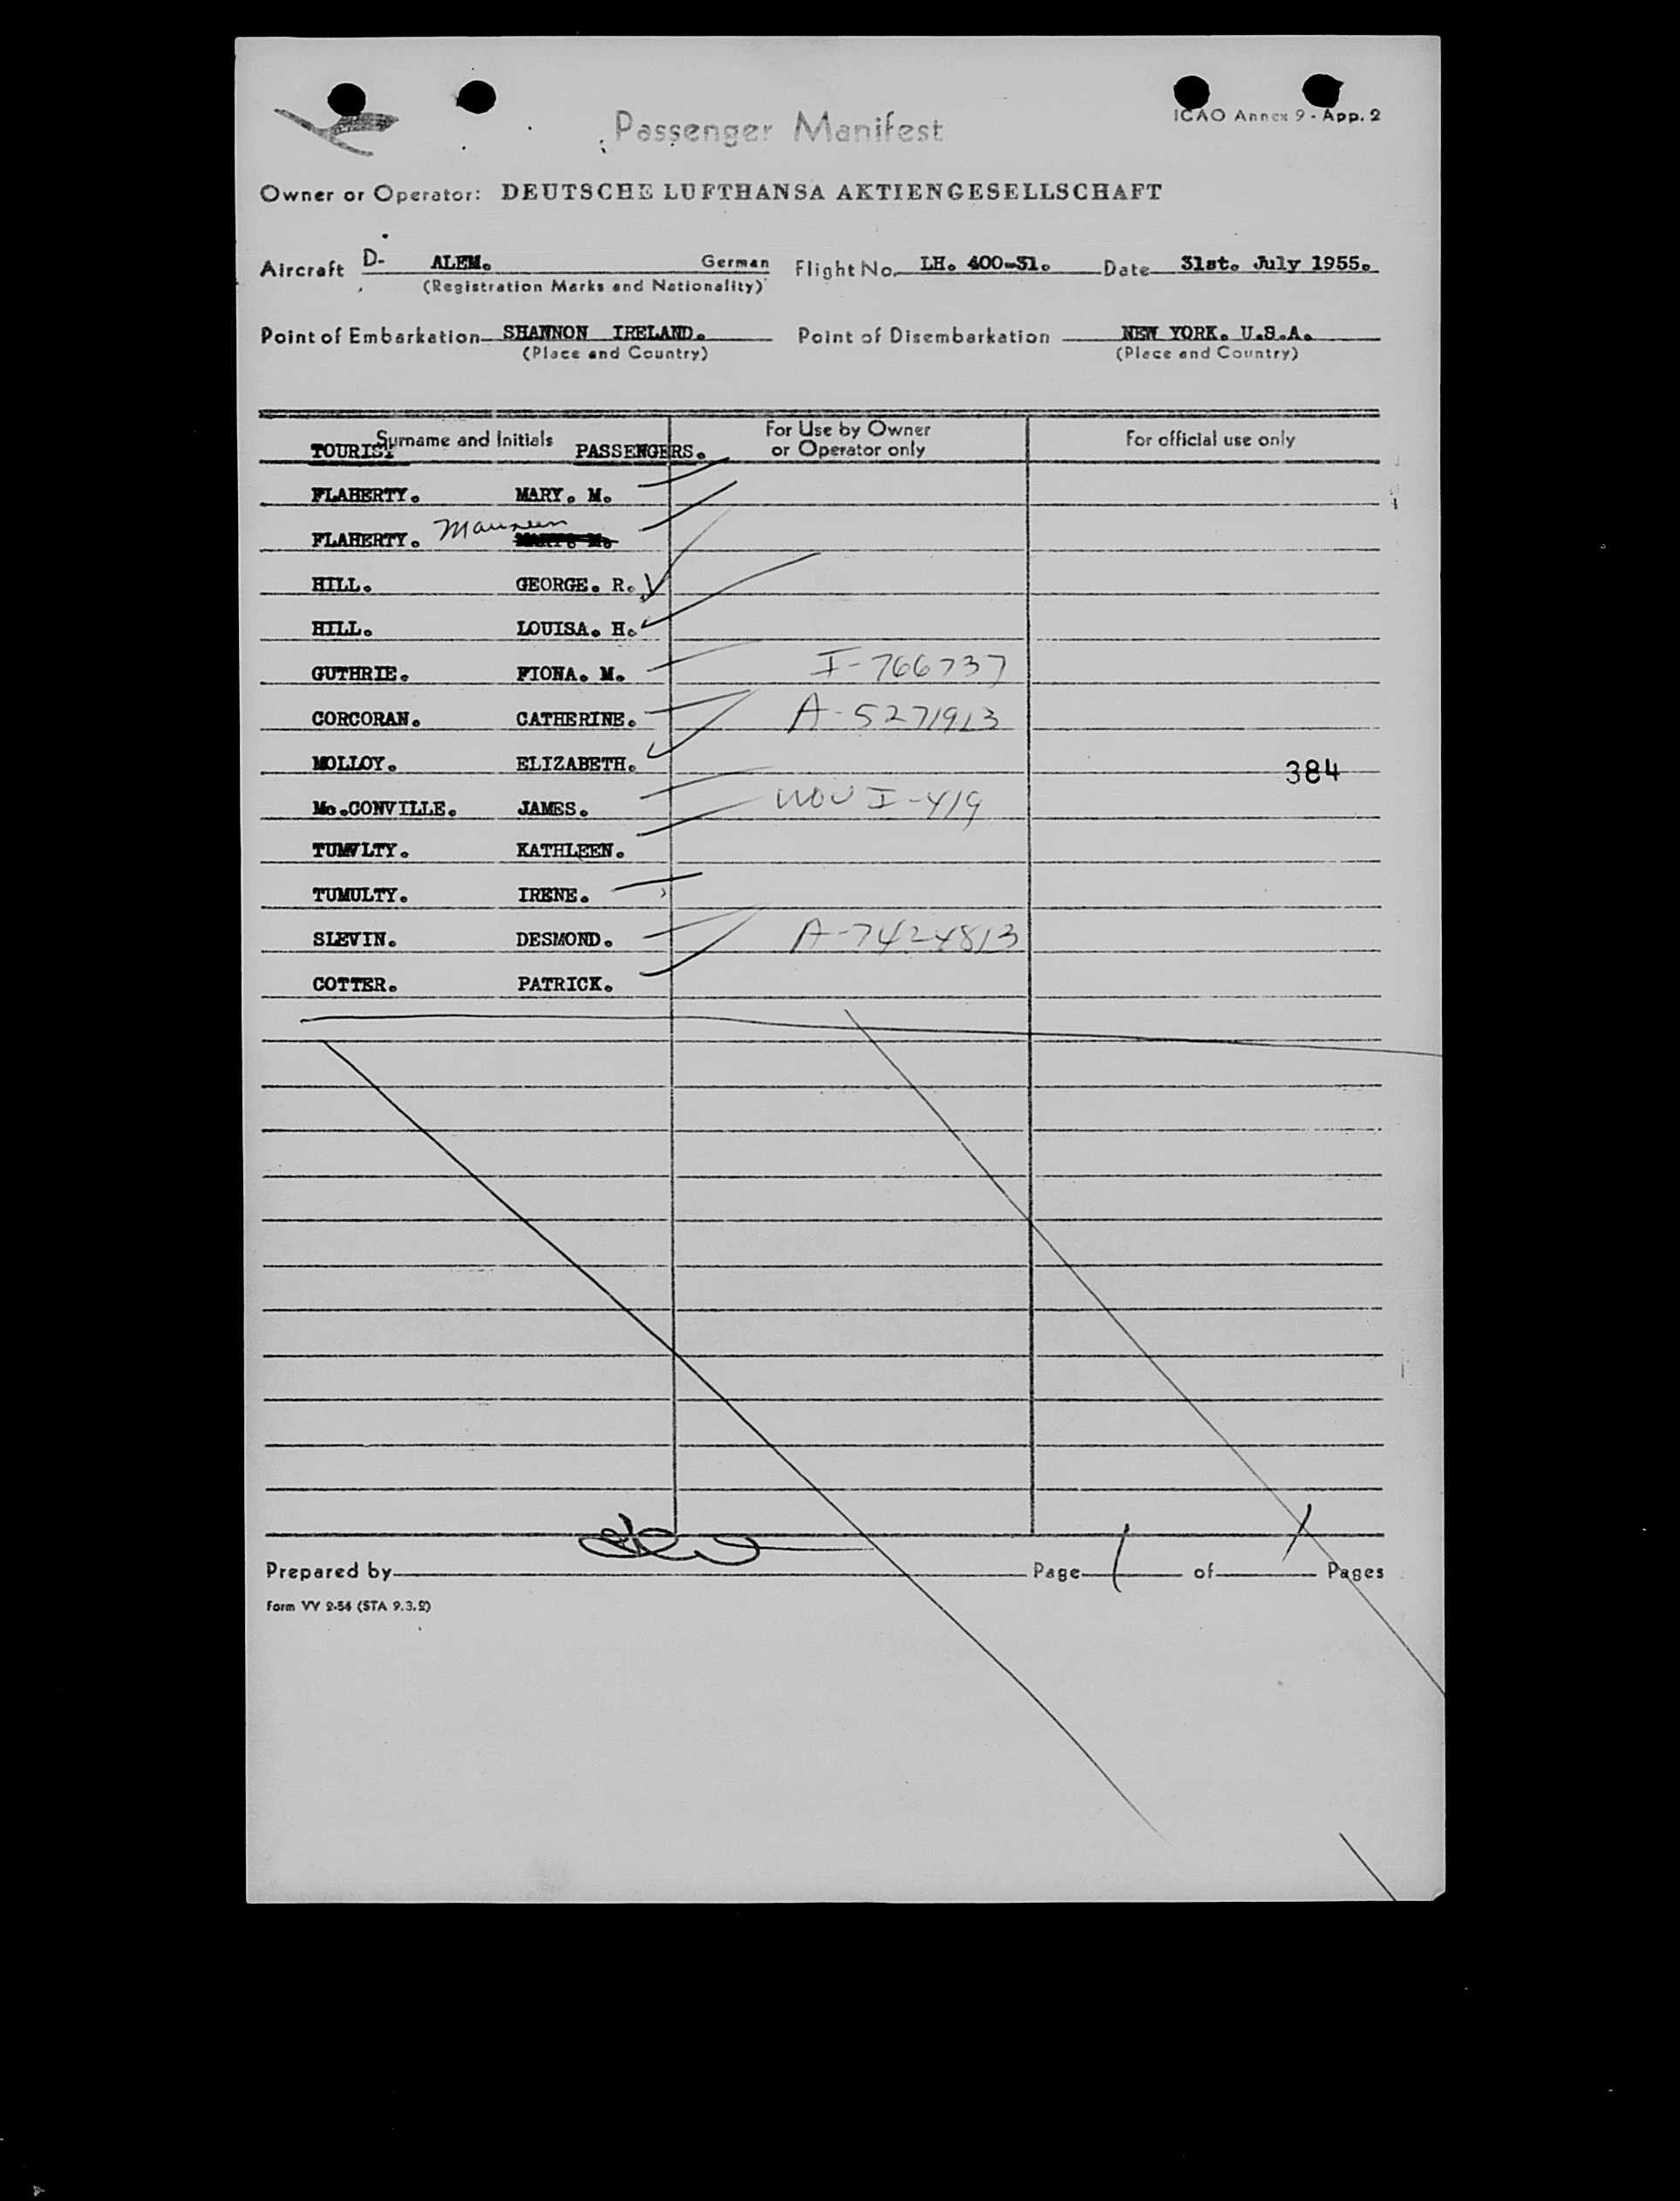 Passenger Manifest
ICAO Annex 9 - App. 2
Owner or Operator: DEUTSCHE LUFTHANSA AKTIENGESELLSCHAFT
Aircraft D- ALEM. German Flight No. LH. 400-31. Date 31st. July 1955.
(Registration Marks and Nationality)
Point of Embarkation SHANNON IRELAND. Point of Disembarkation NEW YORK. U.S.A.
(Place and Country) (Place and Country)
Surname and Initials For Use by Owner or Operator only For official use only
TOURIST PASSENGERS.
FLAHERTY. MARY. M.
FLAHERTY. Maureen
HILL. GEORGE. R.
HILL. LOUISA. H.
GUTHRIE. FIONA. M. I-766737
CORCORAN. CATHERINE. A-5271913
MOLLOY. ELIZABETH.
384
Mc.CONVILLE. JAMES. NOV I-419
TUMVLTY. KATHLEEN.
TUMULTY. IRENE.
SLEVIN. DESMOND. A-7424813
COTTER. PATRICK.
Prepared by Page 1 of 1 Pages
Form VV 2-54 (STA 9.3.2)